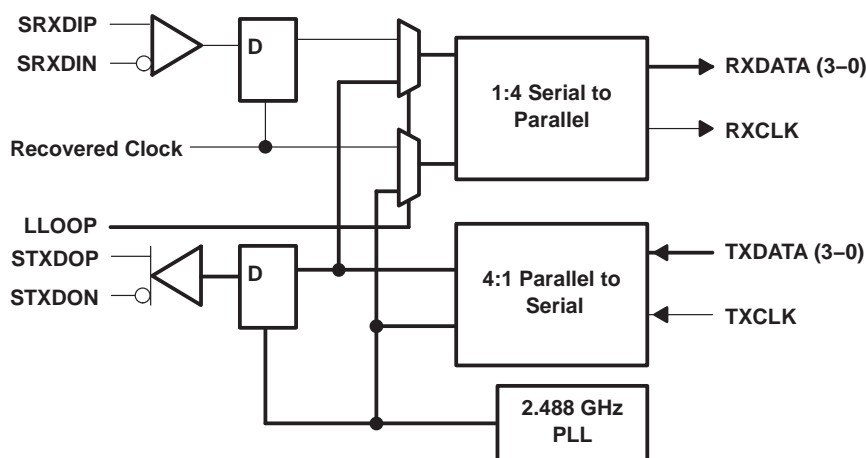 SRXDIP
SRXDIN
D
1:4 Serial to
Parallel
RXDATA (3–0)
RXCLK
Recovered Clock
LLOOP
STXDOP
STXDON
D
4:1 Parallel to
Serial
TXDATA (3–0)
TXCLK
2.488 GHz
PLL